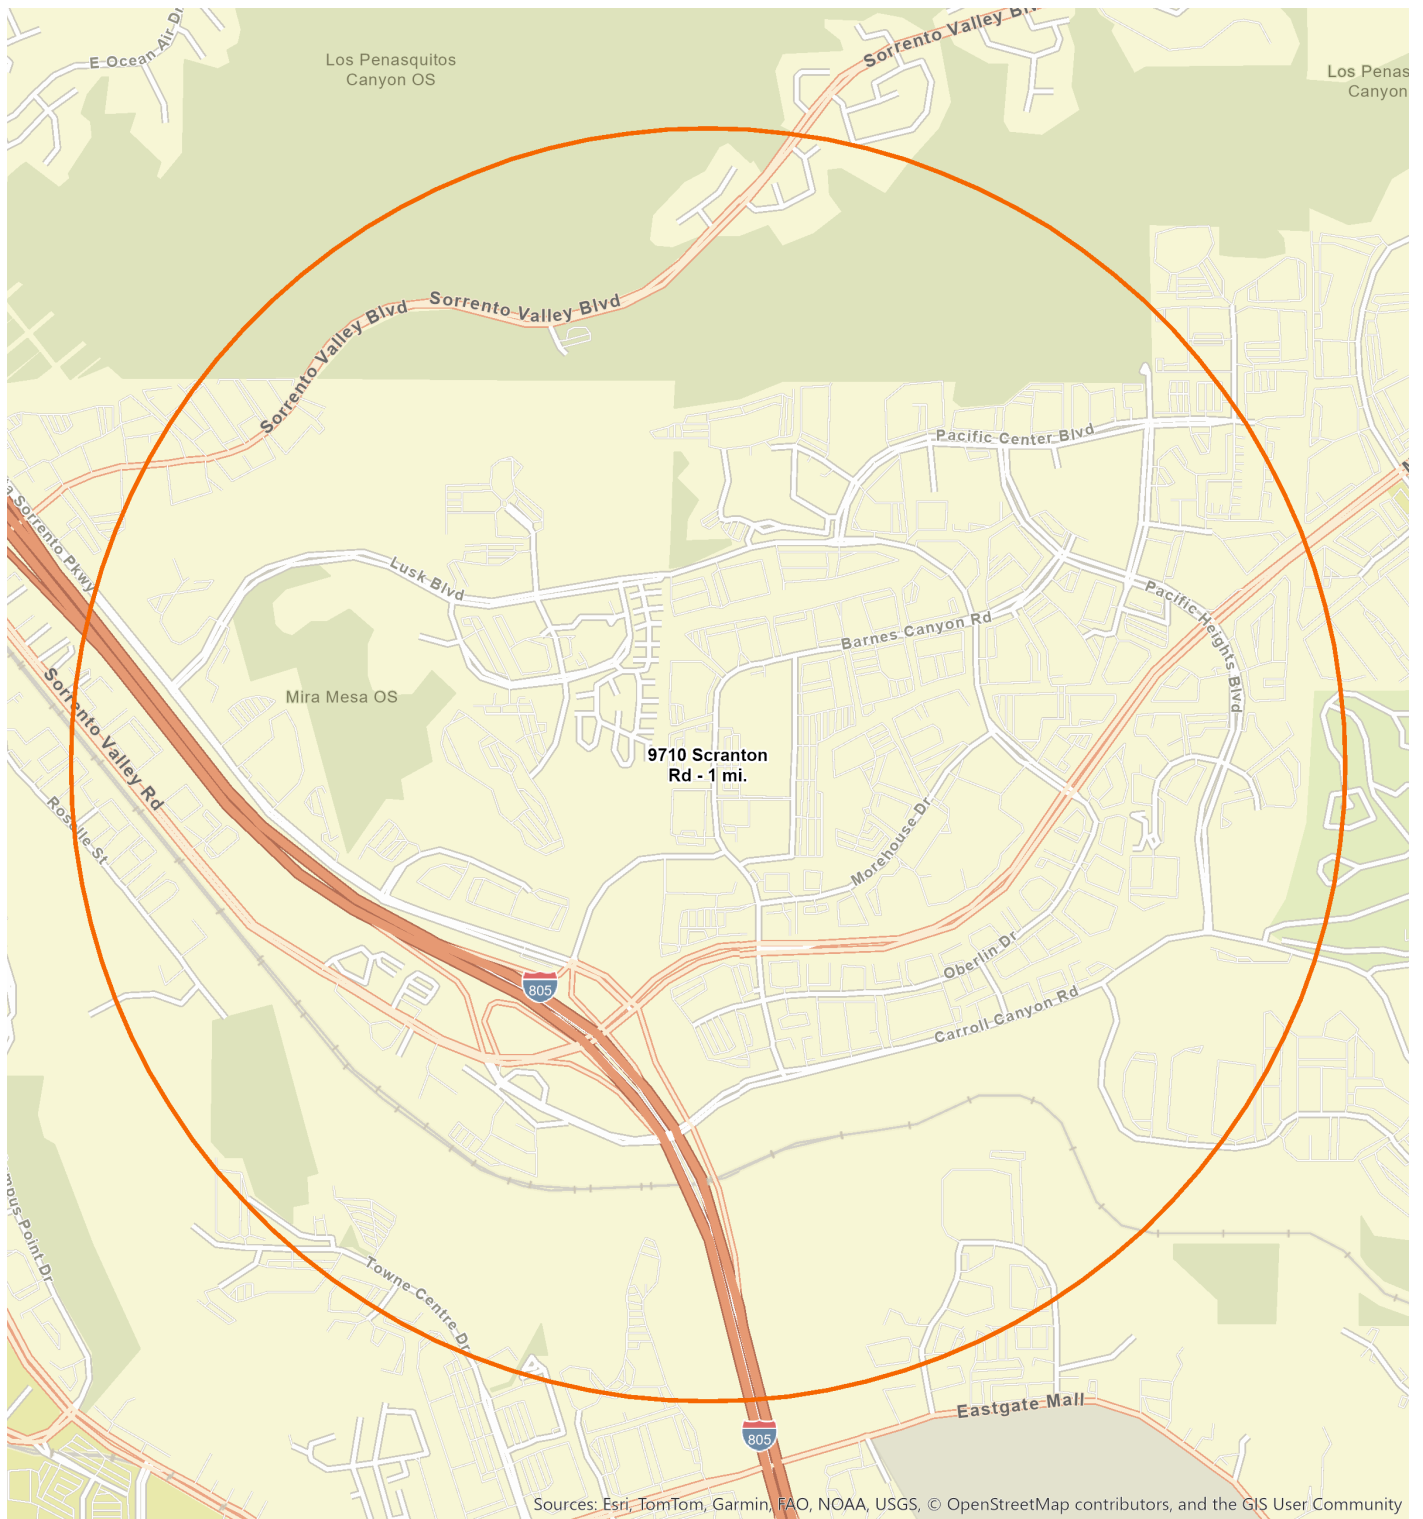 E Ocean Air Dr
Los Penasquitos
Canyon OS
Sorrento Valley Blvd
Los Penas
Canyon
Sorrento Valley Blvd
Sorrento Valley Blvd
Pacific Center Blvd
Sorrento Pkwy
Lusk Blvd
Pacific Heights Blvd
Barnes Canyon Rd
Mira Mesa OS
Sorrento Valley Rd
9710 Scranton
Rd - 1 mi.
Roselle St
Morehouse Dr
Oberlin Dr
805
Carroll Canyon Rd
mpus Point Dr
Towne Centre Dr
Eastgate Mall
805
Sources: Esri, TomTom, Garmin, FAO, NOAA, USGS, © OpenStreetMap contributors, and the GIS User Community